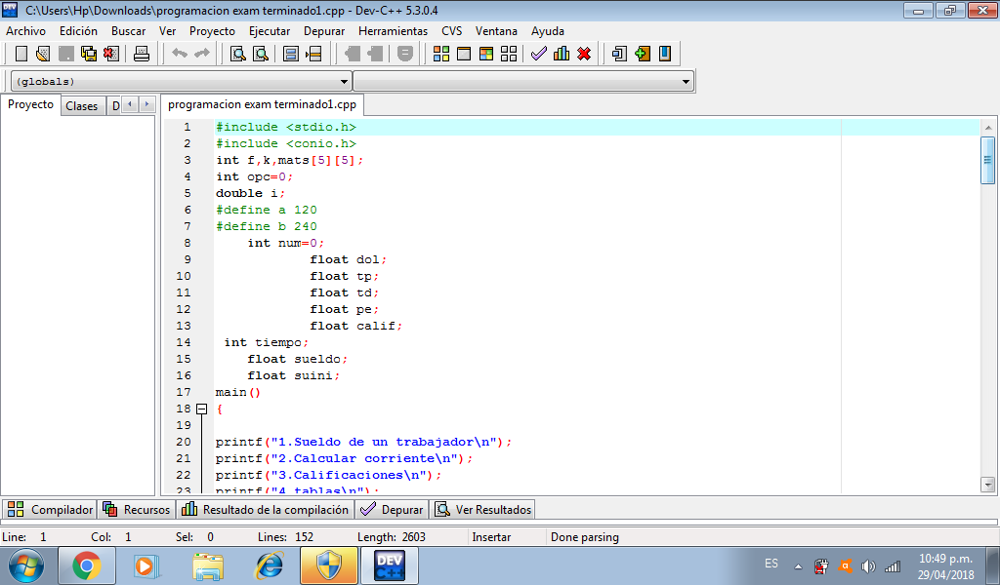 C:\Users\Hp\Downloads\programacion exam terminado1.cpp - Dev-C++ 5.3.0.4
Archivo Edición Buscar Ver Proyecto Ejecutar Depurar Herramientas CVS Ventana Ayuda
(globals)
Proyecto Clases D programacion exam terminado1.cpp
1 #include <stdio.h>
2 #include <conio.h>
3 int f,k,mats[5][5];
4 int opc=0;
5 double i;
6 #define a 120
7 #define b 240
8 int num=0;
9 float dol;
10 float tp;
11 float td;
12 float pe;
13 float calif;
14 int tiempo;
15 float sueldo;
16 float suini;
17 main()
18 {
19
20 printf("1.Sueldo de un trabajador\n");
21 printf("2.Calcular corriente\n");
22 printf("3.Calificaciones\n");
23 printf("4.tablas\n");
Compilador Recursos Resultado de la compilación Depurar Ver Resultados
Line: 1 Col: 1 Sel: 0 Lines: 152 Length: 2603 Insertar Done parsing
DEV C++
ES 10:49 p.m.
29/04/2018